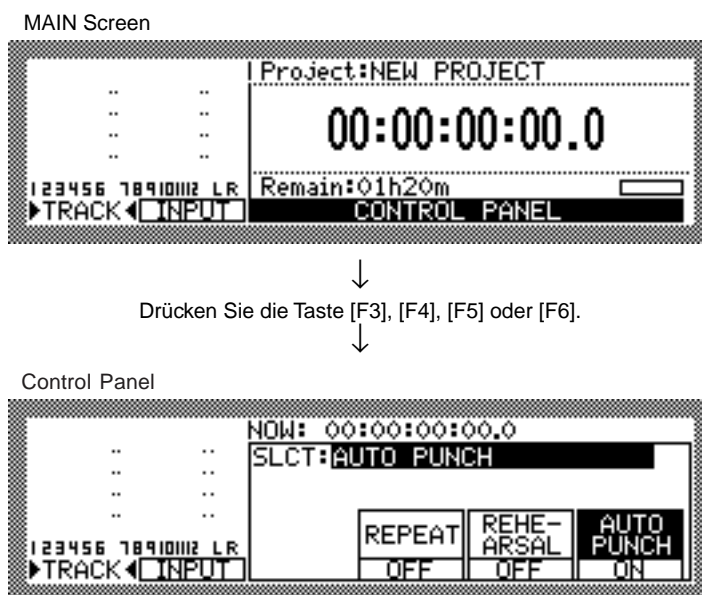 MAIN Screen
Project:NEW PROJECT
00:00:00:00.0
Remain:01h20m
123456 789101112 LR
TRACK INPUT
CONTROL PANEL
Drücken Sie die Taste [F3], [F4], [F5] oder [F6].
Control Panel
NOW: 00:00:00:00.0
SLCT:AUTO PUNCH
REPEAT
REHE-
ARSAL
AUTO
PUNCH
123456 789101112 LR
TRACK INPUT
OFF
OFF
ON